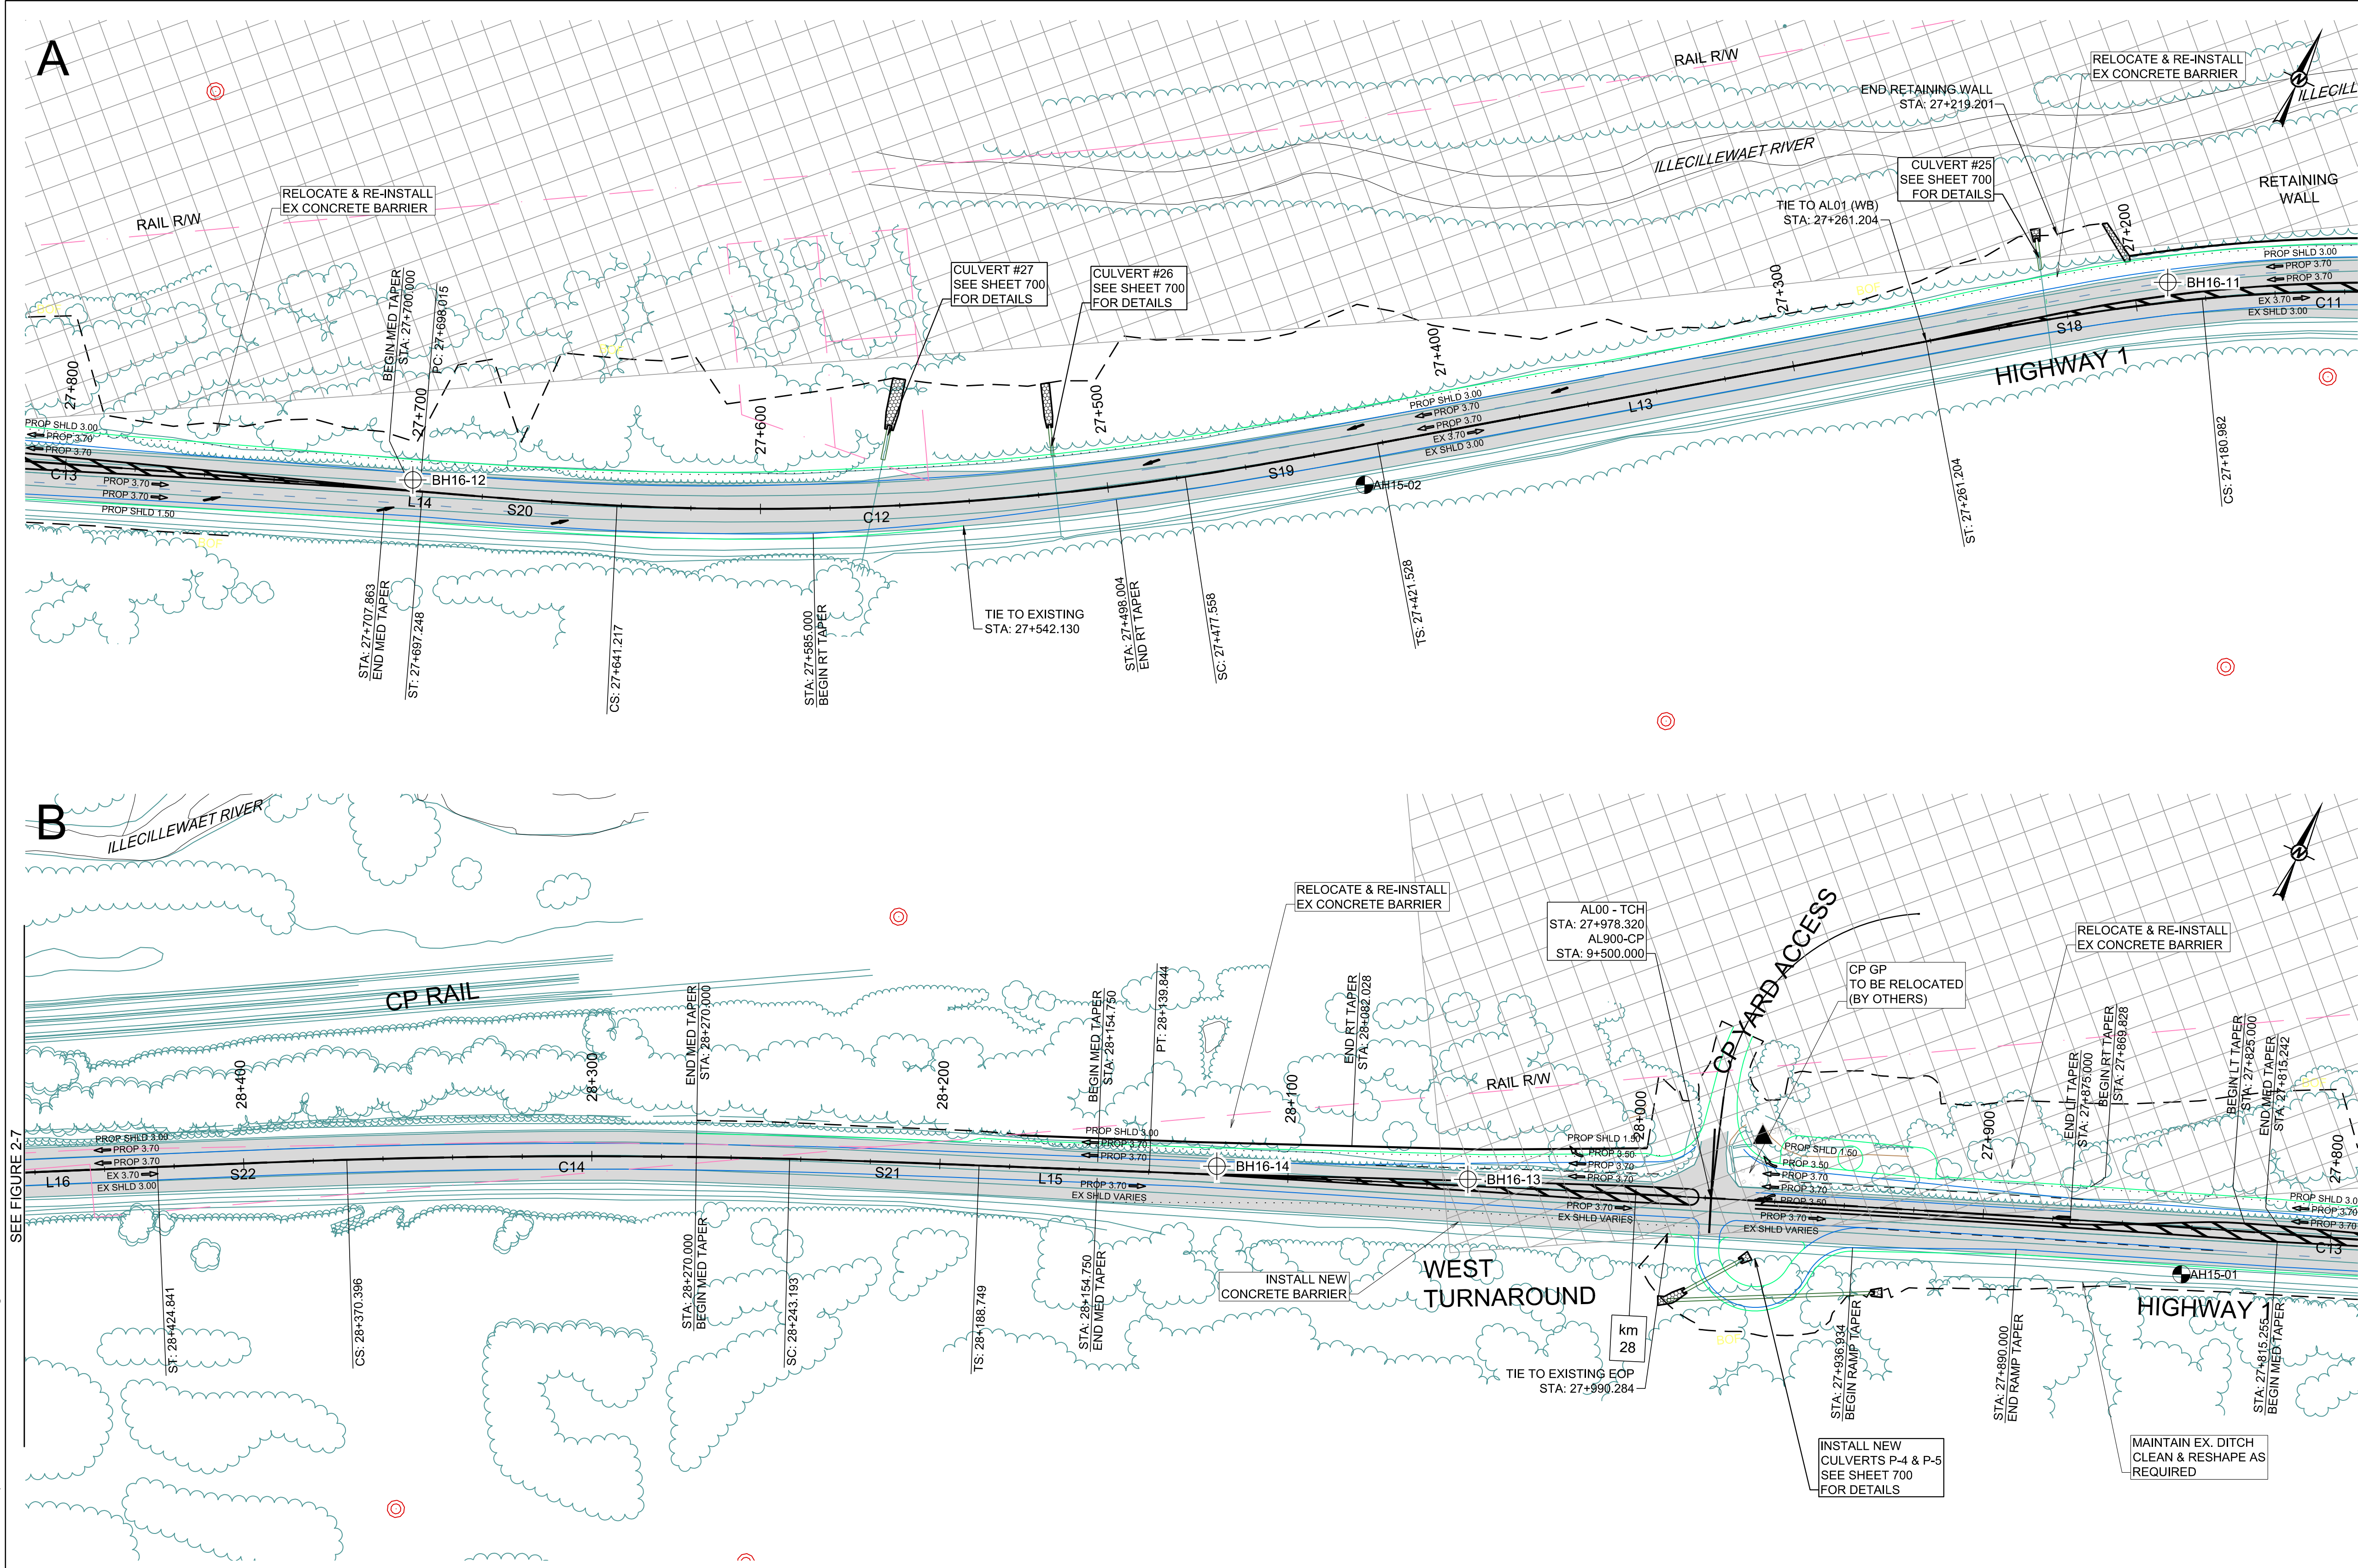 A
RAIL R/W
RELOCATE & RE-INSTALL
EX CONCRETE BARRIER
END RETAINING WALL
STA: 27+219.201
ILLECILL
ILLECILLEWAET RIVER
CULVERT #25
SEE SHEET 700
FOR DETAILS
RETAINING
WALL
TIE TO AL01 (WB)
STA: 27+261.204
RELOCATE & RE-INSTALL
EX CONCRETE BARRIER
RAIL R/W
CULVERT #27
SEE SHEET 700
FOR DETAILS
CULVERT #26
SEE SHEET 700
FOR DETAILS
BEGIN MED TAPER
STA: 27+700.000
PC: 27+698.015
27+800
27+700
27+600
27+500
27+400
27+300
27+200
BOF
BOF
BOF
BOF
PROP SHLD 3.00
PROP 3.70
PROP 3.70
C13
PROP 3.70
PROP 3.70
PROP SHLD 1.50
BH16-12
L14
S20
C12
S19
AH15-02
PROP SHLD 3.00
PROP 3.70
PROP 3.70
EX 3.70
EX SHLD 3.00
L13
HIGHWAY 1
S18
BH16-11
PROP SHLD 3.00
PROP 3.70
PROP 3.70
EX 3.70
C11
EX SHLD 3.00
STA: 27+707.863
END MED TAPER
ST: 27+697.248
CS: 27+641.217
STA: 27+585.000
BEGIN RT TAPER
TIE TO EXISTING
STA: 27+542.130
STA: 27+498.004
END RT TAPER
SC: 27+477.558
TS: 27+421.528
ST: 27+261.204
CS: 27+180.982
B
ILLECILLEWAET RIVER
CP RAIL
RELOCATE & RE-INSTALL
EX CONCRETE BARRIER
AL00 - TCH
STA: 27+978.320
AL900-CP
STA: 9+500.000
CP YARD ACCESS
CP GP
TO BE RELOCATED
(BY OTHERS)
RELOCATE & RE-INSTALL
EX CONCRETE BARRIER
28+400
28+300
END MED TAPER
STA: 28+270.000
28+200
BEGIN MED TAPER
STA: 28+154.750
PT: 28+139.844
28+100
END RT TAPER
STA: 28+082.028
RAIL R/W
28+000
27+900
END LT TAPER
STA: 27+875.000
BEGIN RT TAPER
STA: 27+869.828
BEGIN LT TAPER
STA: 27+825.000
END MED TAPER
STA: 27+815.242
27+800
BOF
SEE FIGURE 2-7
PROP SHLD 3.00
PROP 3.70
PROP 3.70
EX 3.70
EX SHLD 3.00
L16
S22
C14
S21
L15
PROP SHLD 3.00
PROP 3.70
PROP 3.70
PROP 3.70
EX SHLD VARIES
BH16-14
BH16-13
PROP SHLD 1.50
PROP 3.50
PROP 3.70
PROP 3.70
PROP 3.70
EX SHLD VARIES
PROP SHLD 1.50
PROP 3.50
PROP 3.70
PROP 3.70
PROP 3.50
PROP 3.70
EX SHLD VARIES
PROP SHLD 3.0
PROP 3.70
PROP 3.70
C13
AH15-01
HIGHWAY 1
WEST
TURNAROUND
INSTALL NEW
CONCRETE BARRIER
km
28
TIE TO EXISTING EOP
STA: 27+990.284
BOF
ST: 28+424.841
CS: 28+370.396
STA: 28+270.000
BEGIN MED TAPER
SC: 28+243.193
TS: 28+188.749
STA: 28+154.750
END MED TAPER
STA: 27+936.934
BEGIN RAMP TAPER
STA: 27+890.000
END RAMP TAPER
STA: 27+815.255
BEGIN MED TAPER
INSTALL NEW
CULVERTS P-4 & P-5
SEE SHEET 700
FOR DETAILS
MAINTAIN EX. DITCH
CLEAN & RESHAPE AS
REQUIRED